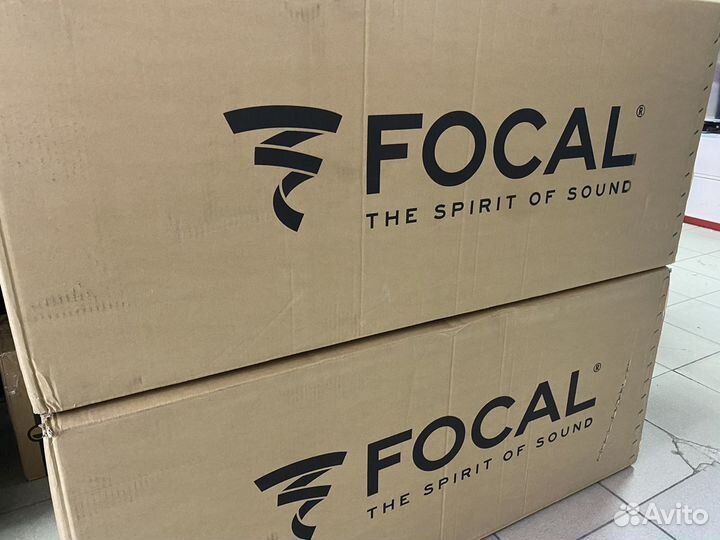 FOCAL®
THE SPIRIT OF SOUND
FOCAL®
THE SPIRIT OF SOUND
Avito